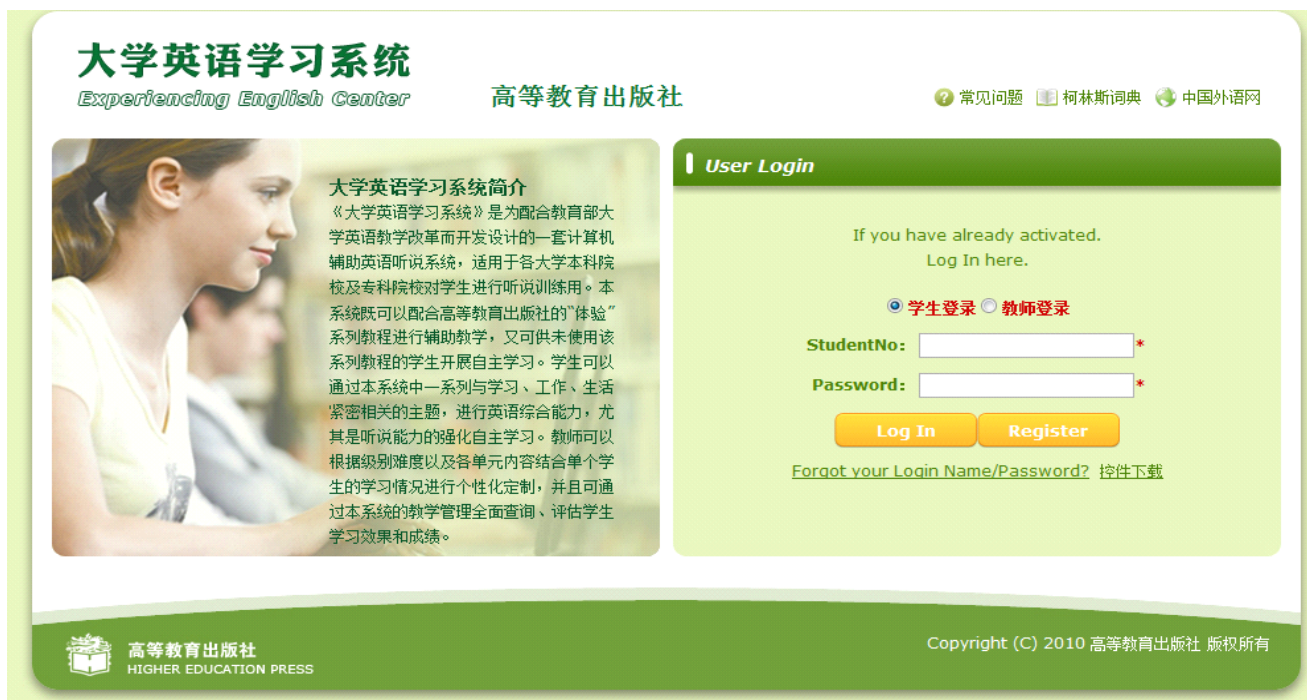 大学英语学习系统
Experiencing English Center
高等教育出版社
常见问题 柯林斯词典 中国外语网
大学英语学习系统简介
《大学英语学习系统》是为配合教育部大
学英语教学改革而开发设计的一套计算机
辅助英语听说系统，适用于各大学本科院
校及专科院校对学生进行听说训练用。本
系统既可以配合高等教育出版社的"体验"
系列教程进行辅助教学，又可供未使用该
系列教程的学生开展自主学习。学生可以
通过本系统中一系列与学习、工作、生活
紧密相关的主题，进行英语综合能力，尤
其是听说能力的强化自主学习。教师可以
根据级别难度以及各单元内容结合单个学
生的学习情况进行个性化定制，并且可通
过本系统的教学管理全面查询、评估学生
学习效果和成绩。
User Login
If you have already activated.
Log In here.
学生登录 教师登录
StudentNo: *
Password: *
Log In Register
Forgot your Login Name/Password? 控件下载
高等教育出版社
HIGHER EDUCATION PRESS
Copyright (C) 2010 高等教育出版社 版权所有